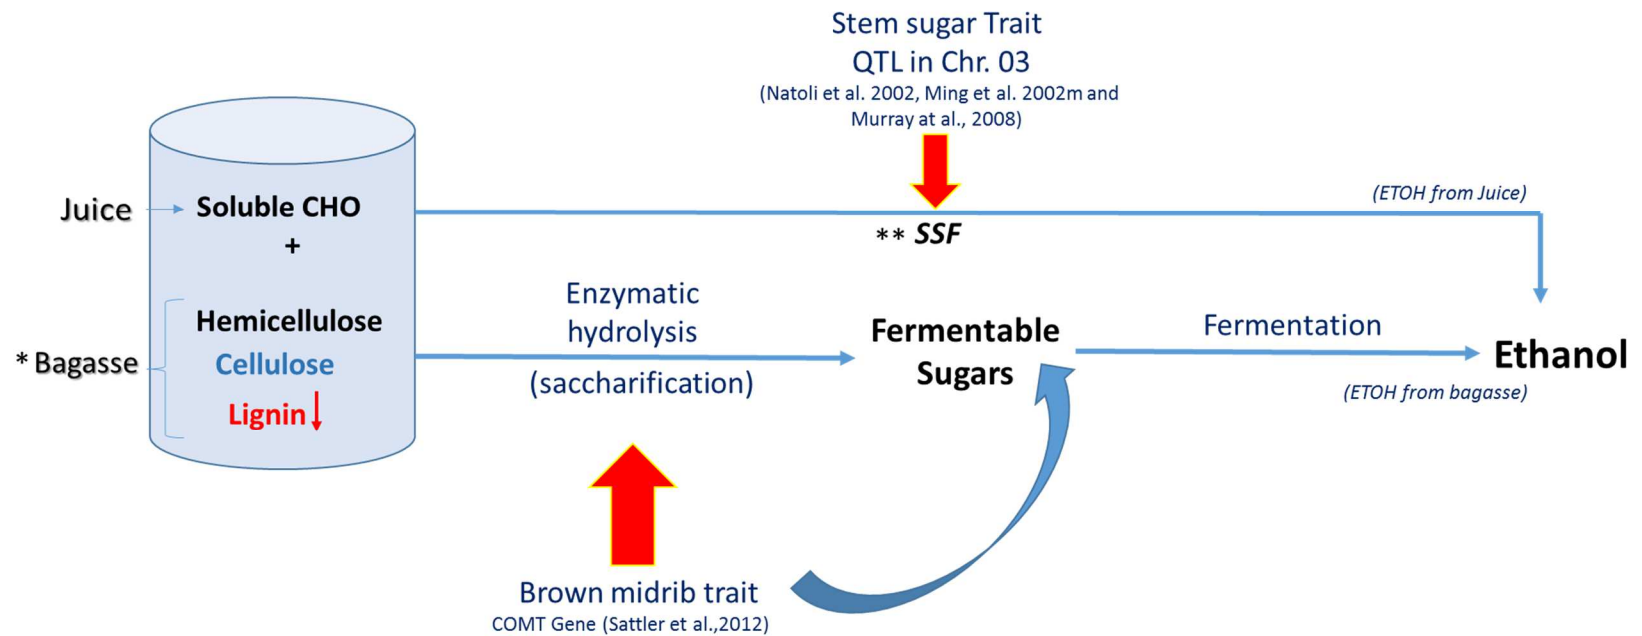 Stem sugar Trait
QTL in Chr. 03
(Natoli et al. 2002, Ming et al. 2002m and
Murray at al., 2008)
Juice
Soluble CHO
+
(ETOH from Juice)
** SSF
Enzymatic
hydrolysis
(saccharification)
Hemicellulose
Cellulose
Lignin
* Bagasse
Fermentable
Sugars
Fermentation
(ETOH from bagasse)
Ethanol
Brown midrib trait
COMT Gene (Sattler et al.,2012)